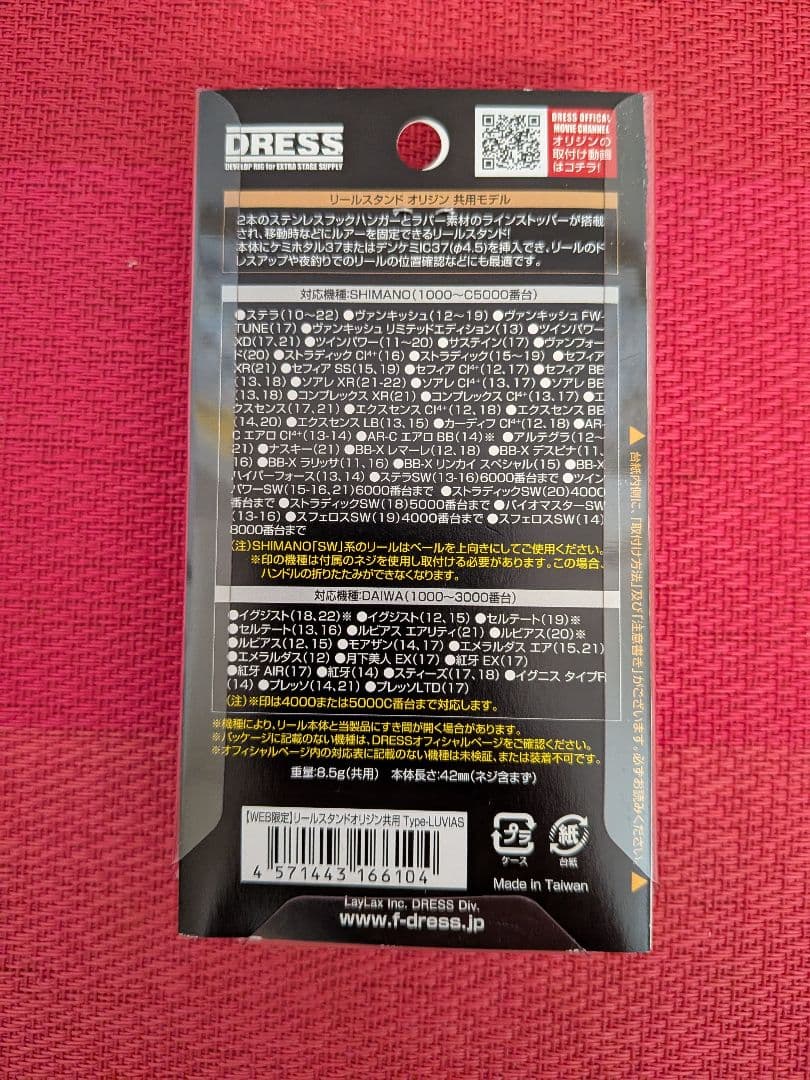 DRESS
DEVELOP RIG for EXTRA STAGE SUPPLY
DRESS OFFICAL
MOVIE CHANNEL
オリジンの
取付け動画
はコチラ!
リールスタンド オリジン 共用モデル
2本のステンレスフックハンガーとラバー素材のラインストッパーが搭載
され、移動時などにルアーを固定できるリールスタンド!
本体にケミホタル37またはデンケミIC37(φ4.5)を挿入でき、リールのド
レスアップや夜釣りでのリールの位置確認などにも最適です。
対応機種:SHIMANO(1000〜C5000番台)
●ステラ(10〜22) ●ヴァンキッシュ(12〜19) ●ヴァンキッシュ FW-
TUNE(17) ●ヴァンキッシュ リミテッドエディション(13) ●ツインパワー
XD(17,21) ●ツインパワー(11〜20) ●サステイン(17) ●ヴァンフォー
ド(20) ●ストラディック CI4+(16) ●ストラディック(15〜19) ●セフィア
XR(21) ●セフィア SS(15,19) ●セフィア CI4+(12,17) ●セフィア BB
(13,18) ●ソアレ XR(21-22) ●ソアレ CI4+(13,17) ●ソアレ BB
(13,18) ●コンプレックス XR(21) ●コンプレックス CI4+(13,17) ●エ
クスセンス(17,21) ●エクスセンス CI4+(12,18) ●エクスセンス BB
(14,20) ●エクスセンス LB(13,15) ●カーディフ CI4+(12,18) ●AR-
C エアロ CI4+(13-14) ●AR-C エアロ BB(14)※ ●アルテグラ(12〜
21) ●ナスキー(21) ●BB-X レマーレ(12,18) ●BB-X デスピナ(11,
16) ●BB-X ラリッサ(11,16) ●BB-X リンカイ スペシャル(15) ●BB-X
ハイパーフォース(13,14) ●ステラSW(13-16)6000番台まで ●ツイン
パワーSW(15-16,21)6000番台まで ●ストラディックSW(20)4000
番台まで ●ストラディックSW(18)5000番台まで ●バイオマスターSW
(13-16) ●スフェロスSW(19)4000番台まで ●スフェロスSW(14)
8000番台まで
(注)SHIMANO「SW」系のリールはベールを上向きにしてご使用ください。
※印の機種は付属のネジを使用し取付ける必要があります。この場合、
ハンドルの折りたたみができなくなります。
対応機種:DAIWA(1000〜3000番台)
●イグジスト(18,22)※ ●イグジスト(12,15) ●セルテート(19)※
●セルテート(13,16) ●ルビアス エアリティ(21) ●ルビアス(20)※
●ルビアス(12,15) ●モアザン(14,17) ●エメラルダス エア(15,21)
●エメラルダス(12) ●月下美人 EX(17) ●紅牙 EX(17)
●紅牙 AIR(17) ●紅牙(14) ●スティーズ(17,18) ●イグニス タイプR
(14) ●プレッソ(14,21) ●プレッソLTD(17)
(注)※印は4000または5000C番台まで対応します。
※機種により、リール本体と当製品にすき間が開く場合があります。
※パッケージに記載のない機種は、DRESSオフィシャルページをご確認ください。
※オフィシャルページ内の対応表に記載のない機種は未検証、または装着不可です。
重量:8.5g(共用) 本体長さ:42mm(ネジ含まず)
▲台紙内側に、「取付け方法」及び「注意書き」がございます。必ずお読みください。▲
【WEB限定】リールスタンドオリジン共用 Type-LUVIAS
4 571443 166104
プラ
ケース
紙
台紙
Made in Taiwan
LayLax Inc. DRESS Div.
www.f-dress.jp